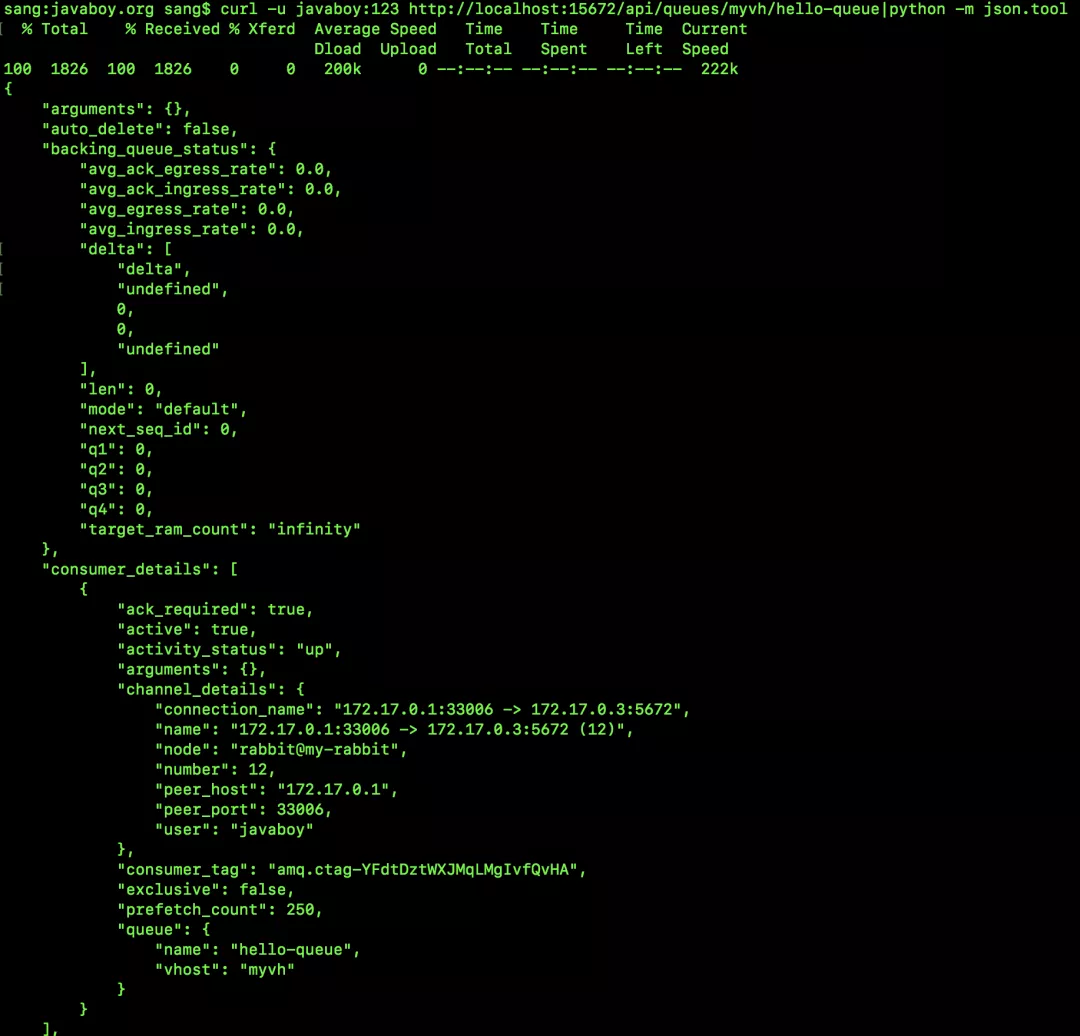 sang:javaboy.org sang$ curl -u javaboy:123 http://localhost:15672/api/queues/myvh/hello-queue|python -m json.tool
  % Total    % Received % Xferd  Average Speed   Time    Time     Time  Current
                                 Dload  Upload   Total   Spent    Left  Speed
100  1826  100  1826    0     0   200k      0 --:--:-- --:--:-- --:--:--  222k
{
    "arguments": {},
    "auto_delete": false,
    "backing_queue_status": {
        "avg_ack_egress_rate": 0.0,
        "avg_ack_ingress_rate": 0.0,
        "avg_egress_rate": 0.0,
        "avg_ingress_rate": 0.0,
        "delta": [
            "delta",
            "undefined",
            0,
            0,
            "undefined"
        ],
        "len": 0,
        "mode": "default",
        "next_seq_id": 0,
        "q1": 0,
        "q2": 0,
        "q3": 0,
        "q4": 0,
        "target_ram_count": "infinity"
    },
    "consumer_details": [
        {
            "ack_required": true,
            "active": true,
            "activity_status": "up",
            "arguments": {},
            "channel_details": {
                "connection_name": "172.17.0.1:33006 -> 172.17.0.3:5672",
                "name": "172.17.0.1:33006 -> 172.17.0.3:5672 (12)",
                "node": "rabbit@my-rabbit",
                "number": 12,
                "peer_host": "172.17.0.1",
                "peer_port": 33006,
                "user": "javaboy"
            },
            "consumer_tag": "amq.ctag-YFdtDztWXJMqLMgIvfQvHA",
            "exclusive": false,
            "prefetch_count": 250,
            "queue": {
                "name": "hello-queue",
                "vhost": "myvh"
            }
        }
    ],